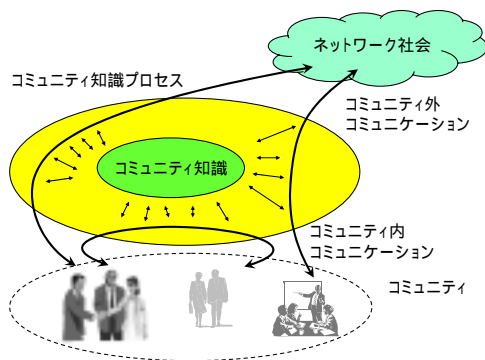 ネットワーク社会
コミュニティ知識プロセス
コミュニティ外
コミュニケーション
コミュニティ知識
コミュニティ内
コミュニケーション
コミュニティ